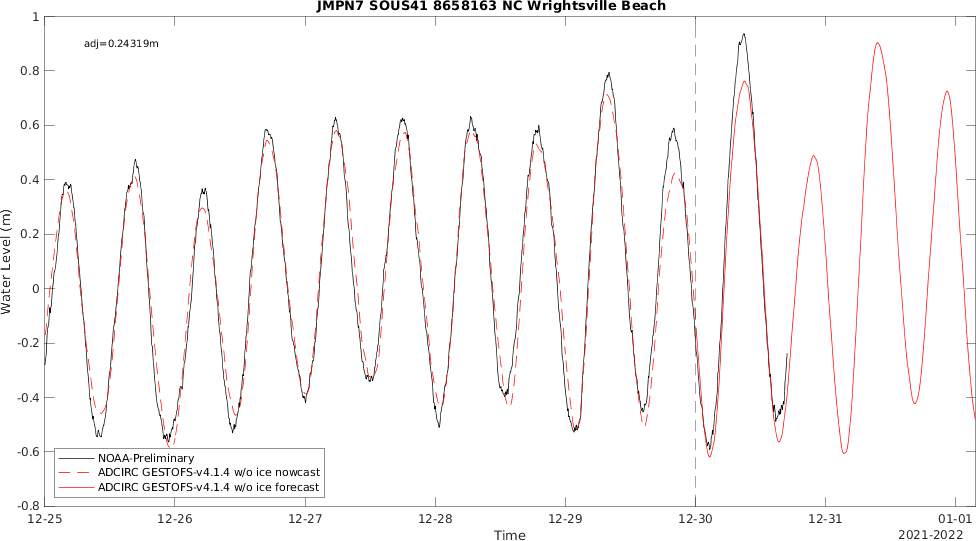 JMPN7 SOUS41 8658163 NC Wrightsville Beach
adj=0.24319m
1
0.8
0.6
0.4
0.2
0
-0.2
-0.4
-0.6
-0.8
Water Level (m)
NOAA-Preliminary
ADCIRC GESTOFS-v4.1.4 w/o ice nowcast
ADCIRC GESTOFS-v4.1.4 w/o ice forecast
12-25 12-26 12-27 12-28 12-29 12-30 12-31 01-01
Time
2021-2022